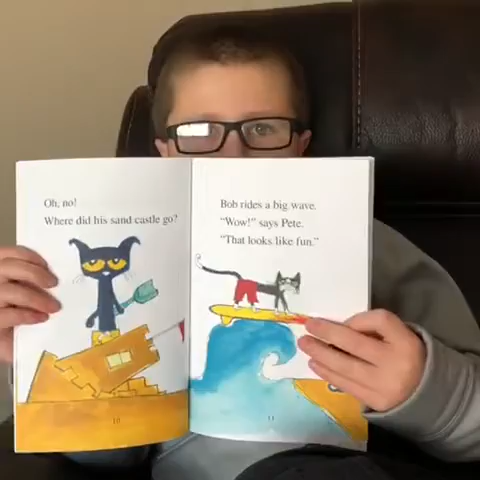 Oh, no!
Where did his sand castle go?
10
Bob rides a big wave.
"Wow!" says Pete.
"That looks like fun."
11